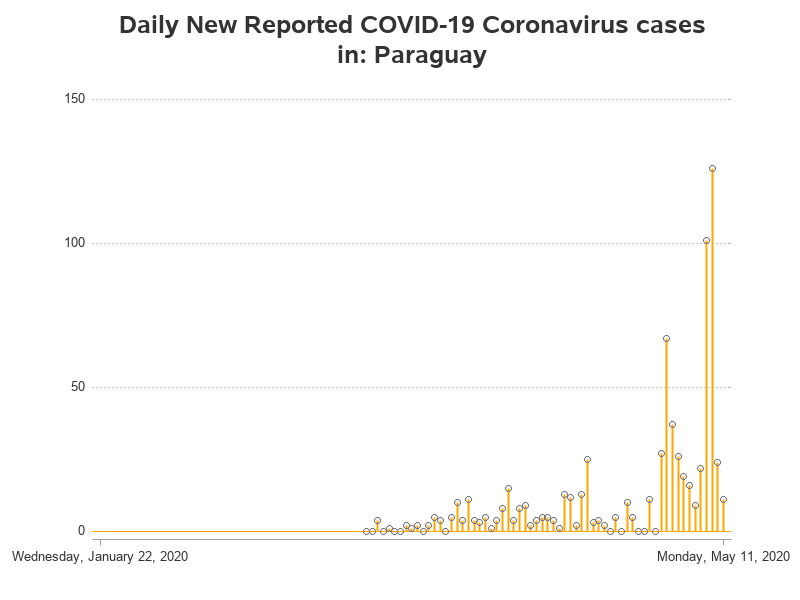 Daily New Reported COVID-19 Coronavirus cases
in: Paraguay
150
100
50
0
Wednesday, January 22, 2020 Monday, May 11, 2020